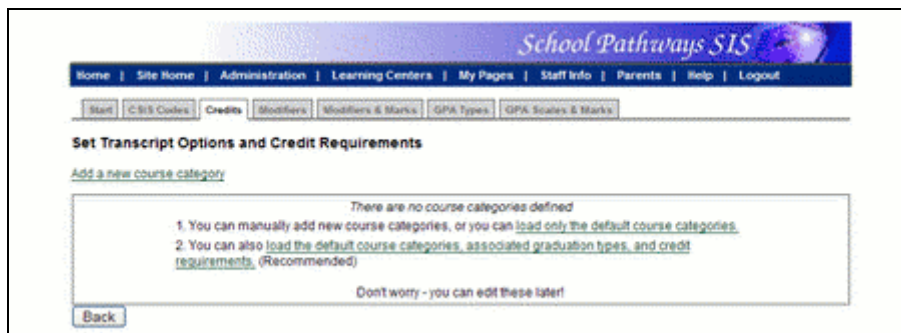 School Pathways SIS
Home | Site Home | Administration | Learning Centers | My Pages | Staff Info | Parents | Help | Logout
Start CSIS Codes Credits Modifiers Modifiers & Marks GPA Types GPA Scales & Marks
Set Transcript Options and Credit Requirements
Add a new course category
There are no course categories defined
1. You can manually add new course categories, or you can load only the default course categories.
2. You can also load the default course categories, associated graduation types, and credit
requirements. (Recommended)
Don't worry - you can edit these later!
Back